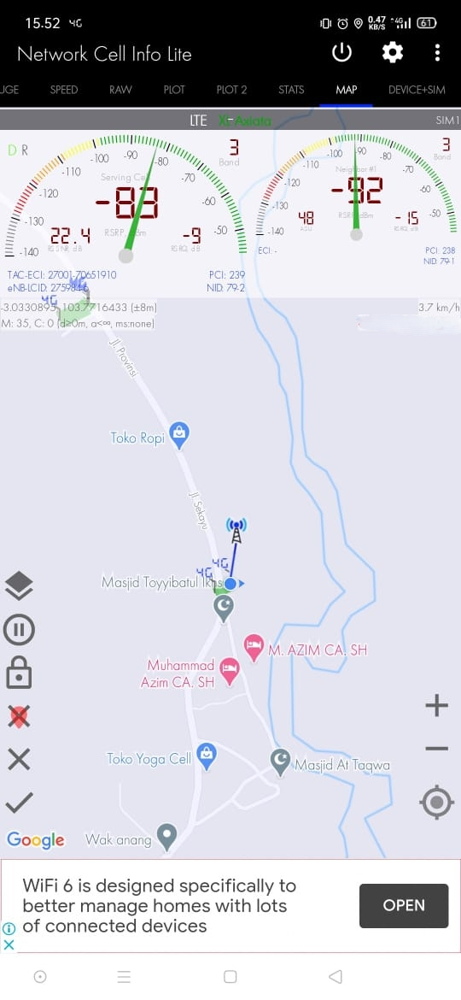 15.52 4G 0.47 KB/S 4G 61
Network Cell Info Lite
UGE SPEED RAW PLOT PLOT 2 STATS MAP DEVICE+SIM
LTE XL Axiata SIM1
D R
3
Band
-140 -130 -120 -110 -100 -90 -80 -70 -60 -50
Serving Cell
-83
RSRP, dBm
22.4
RSSNR, dB
-9
RSRQ, dB
TAC-ECI: 27001-70651910
PCI: 239
eNB-LCID: 275984-6
NID: 79-2
3
Band
-140 -130 -120 -110 -100 -90 -80 -70 -60 -50
Neighbor #1
-92
RSRP, dBm
48
ASU
-15
RSRQ, dB
ECI: -
PCI: 238
NID: 79-1
4G
4G
-3.0330895, 103.7716433 (±8m)
3.7 km/h
M: 35, C: 0 (d≥0m, a<∞, ms:none)
Jl. Provinsi
Toko Ropi
Jl. Sekayu
4G
4G
Masjid Toyyibatul Ikhs
M. AZIM CA. SH
Muhammad
Azim CA. SH
Toko Yoga Cell
Masjid At Taqwa
Google
Wak anang
WiFi 6 is designed specifically to
better manage homes with lots
of connected devices
OPEN